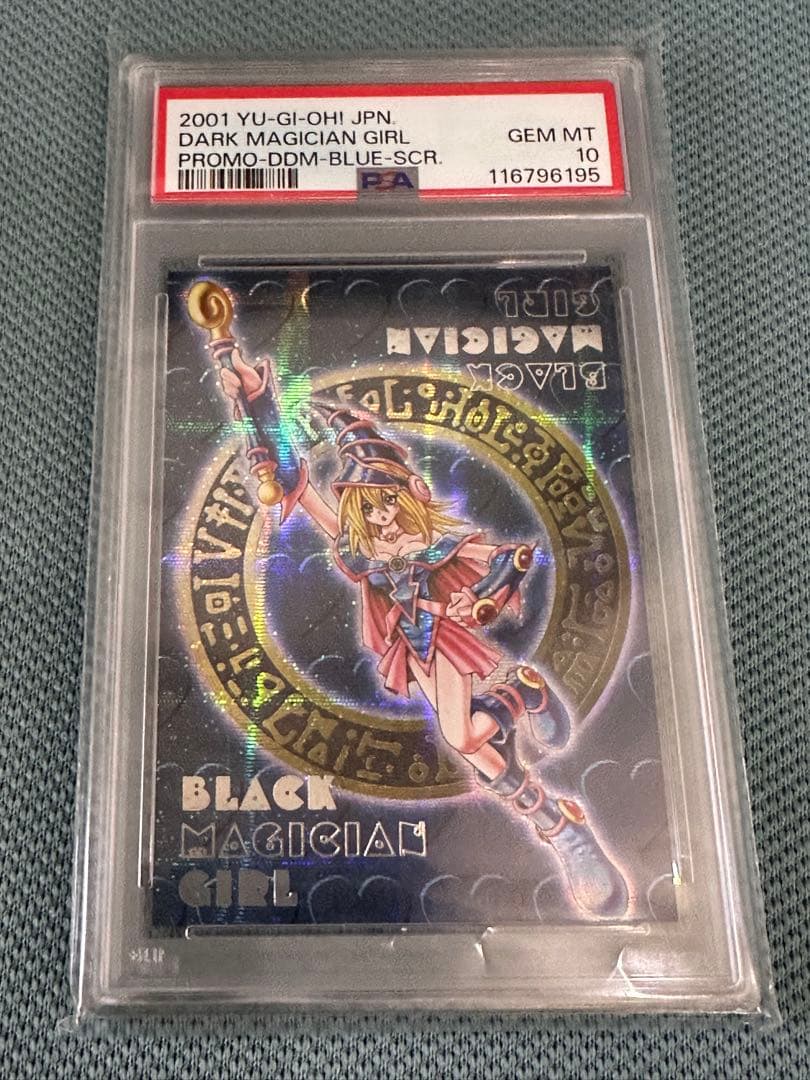 2001 YU-GI-OH! JPN.
DARK MAGICIAN GIRL GEM MT
PROMO-DDM-BLUE-SCR. 10
PSA 116796195
GIRL
MAGICIAN
BLACK
BLACK
MAGICIAN
GIRL